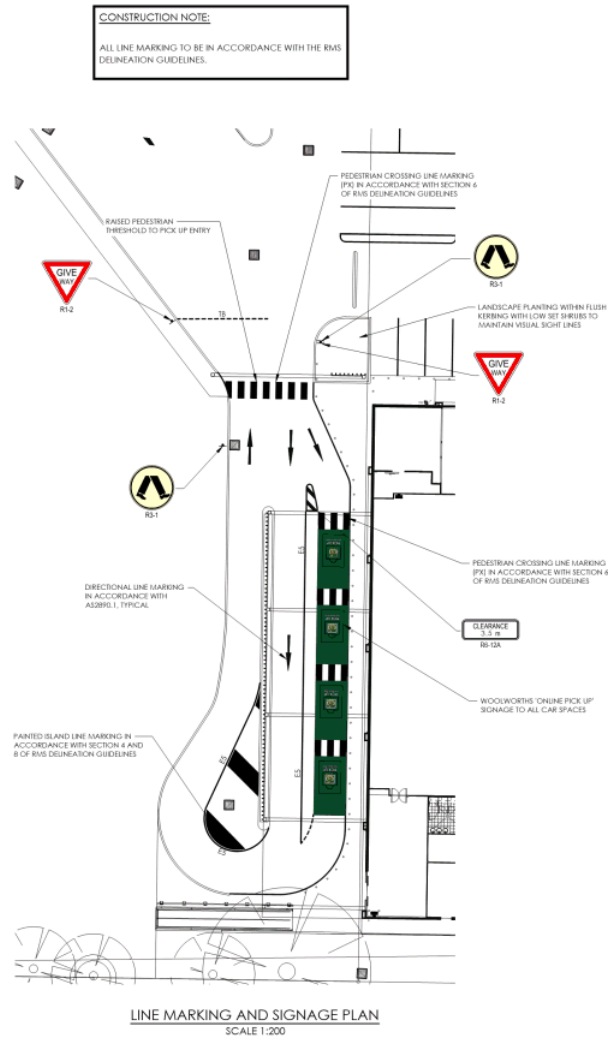 CONSTRUCTION NOTE:
ALL LINE MARKING TO BE IN ACCORDANCE WITH THE RMS
DELINEATION GUIDELINES.
PEDESTRIAN CROSSING LINE MARKING
(PX) IN ACCORDANCE WITH SECTION 6
OF RMS DELINEATION GUIDELINES
RAISED PEDESTRIAN
THRESHOLD TO PICK UP ENTRY
GIVE
WAY
R1-2
TB
R3-1
LANDSCAPE PLANTING WITHIN FLUSH
KERBING WITH LOW SET SHRUBS TO
MAINTAIN VISUAL SIGHT LINES
GIVE
WAY
R1-2
R3-1
E5
PEDESTRIAN CROSSING LINE MARKING
(PX) IN ACCORDANCE WITH SECTION 6
OF RMS DELINEATION GUIDELINES
DIRECTIONAL LINE MARKING
IN ACCORDANCE WITH
AS2890.1, TYPICAL
CLEARANCE
3.5 m
R6-12A
WOOLWORTHS 'ONLINE PICK UP'
SIGNAGE TO ALL CAR SPACES
PAINTED ISLAND LINE MARKING IN
ACCORDANCE WITH SECTION 4 AND
8 OF RMS DELINEATION GUIDELINES
E5
E5
E5
LINE MARKING AND SIGNAGE PLAN
SCALE 1:200